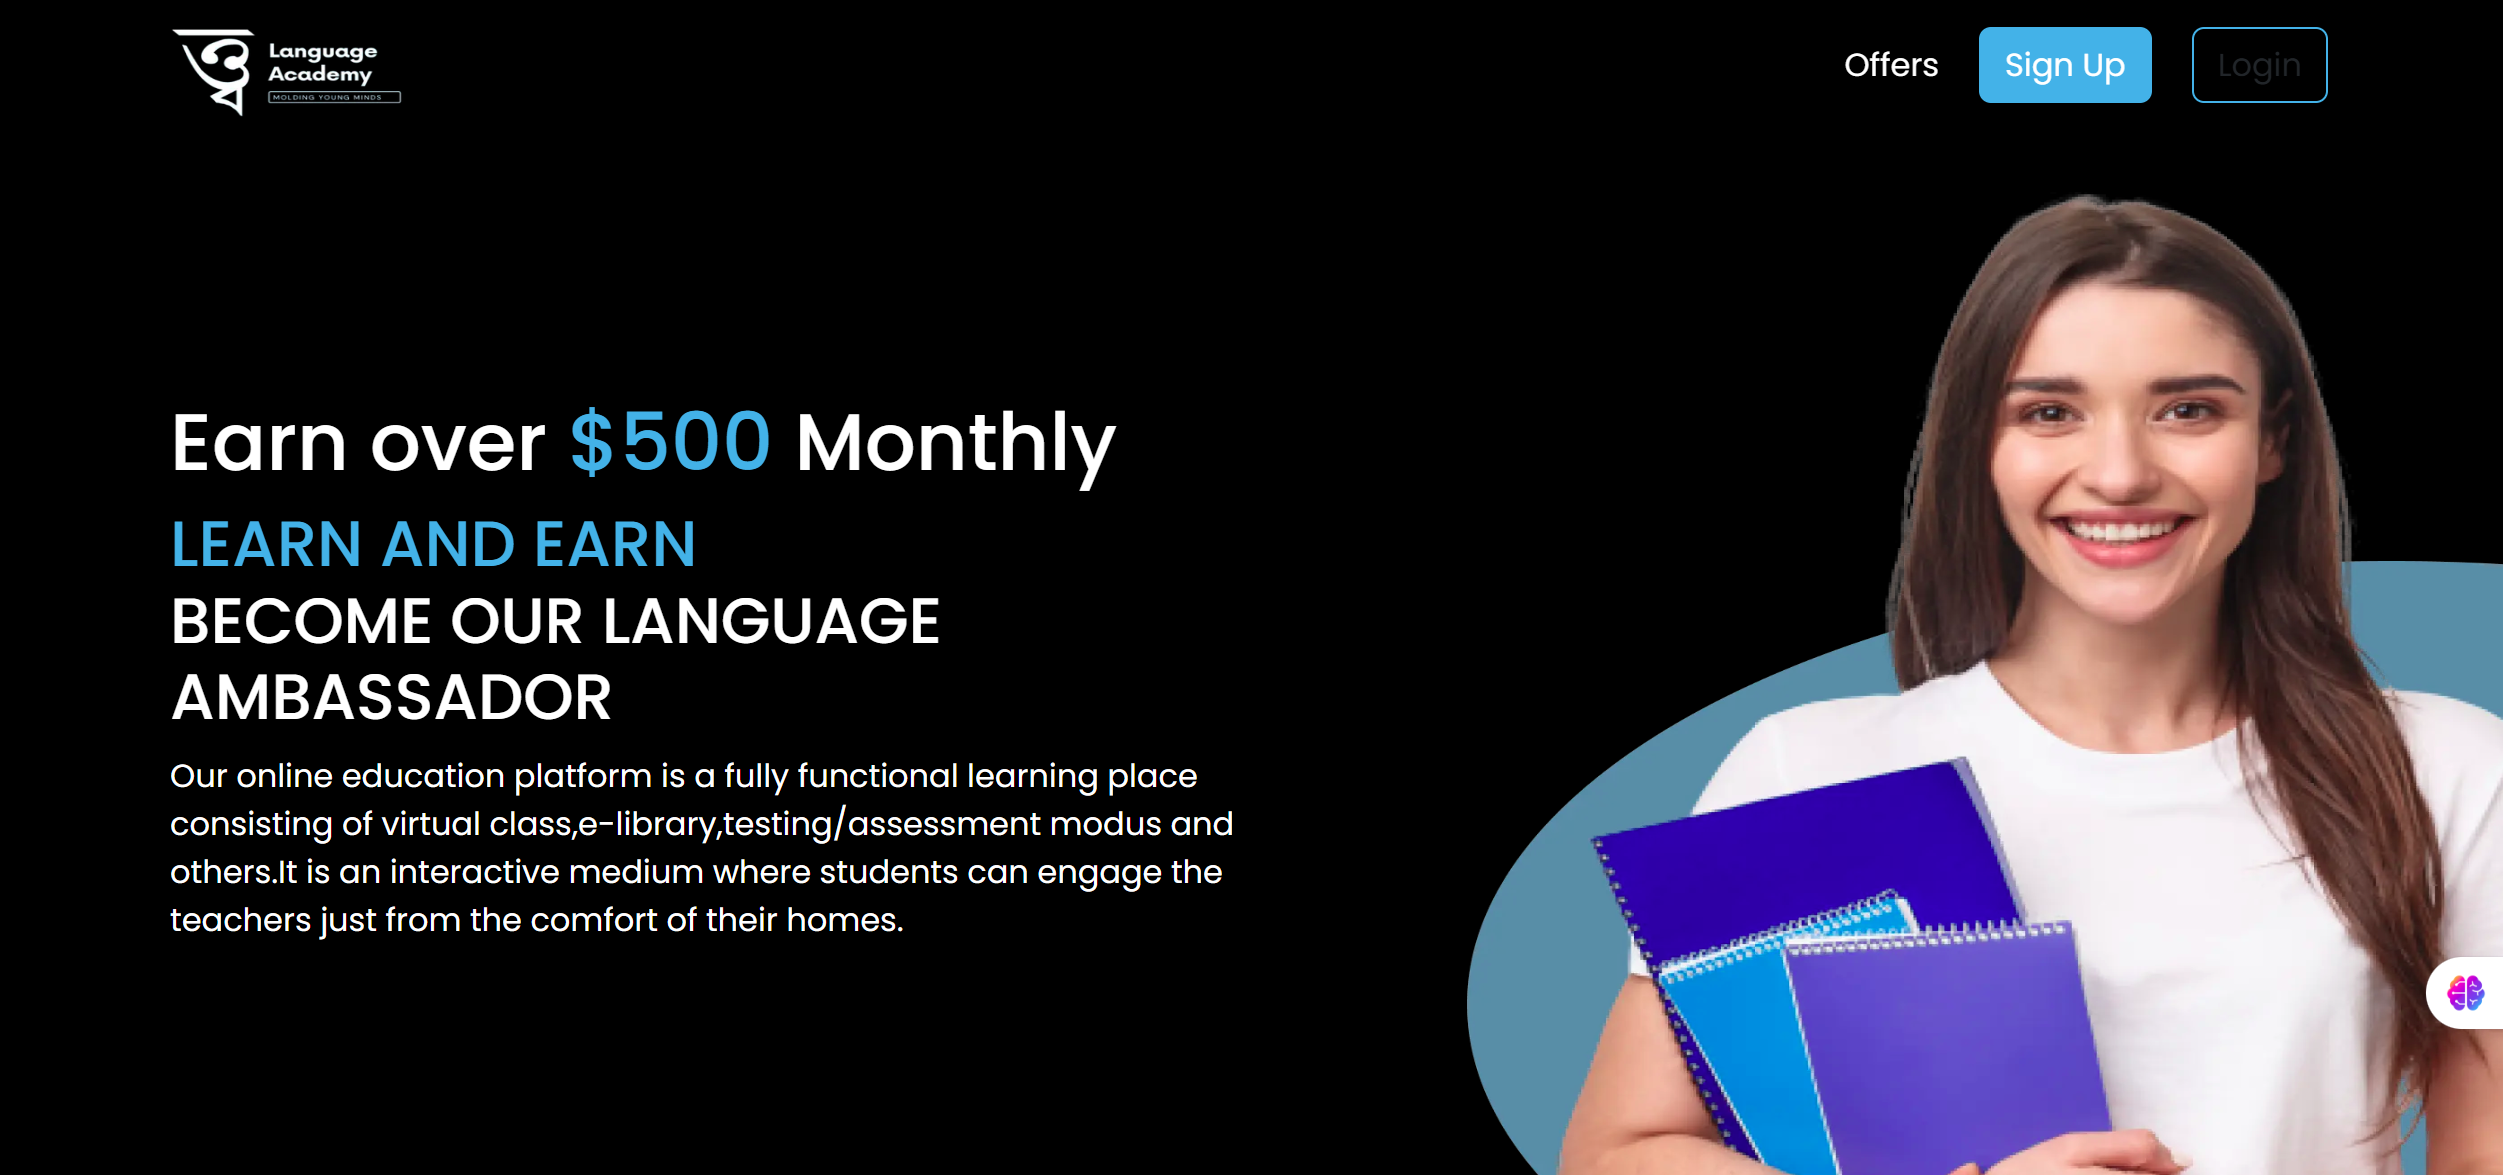 Language
Academy
MOLDING YOUNG MINDS
Offers
Sign Up
Login
Earn over $500 Monthly
LEARN AND EARN
BECOME OUR LANGUAGE
AMBASSADOR
Our online education platform is a fully functional learning place
consisting of virtual class,e-library,testing/assessment modus and
others.It is an interactive medium where students can engage the
teachers just from the comfort of their homes.